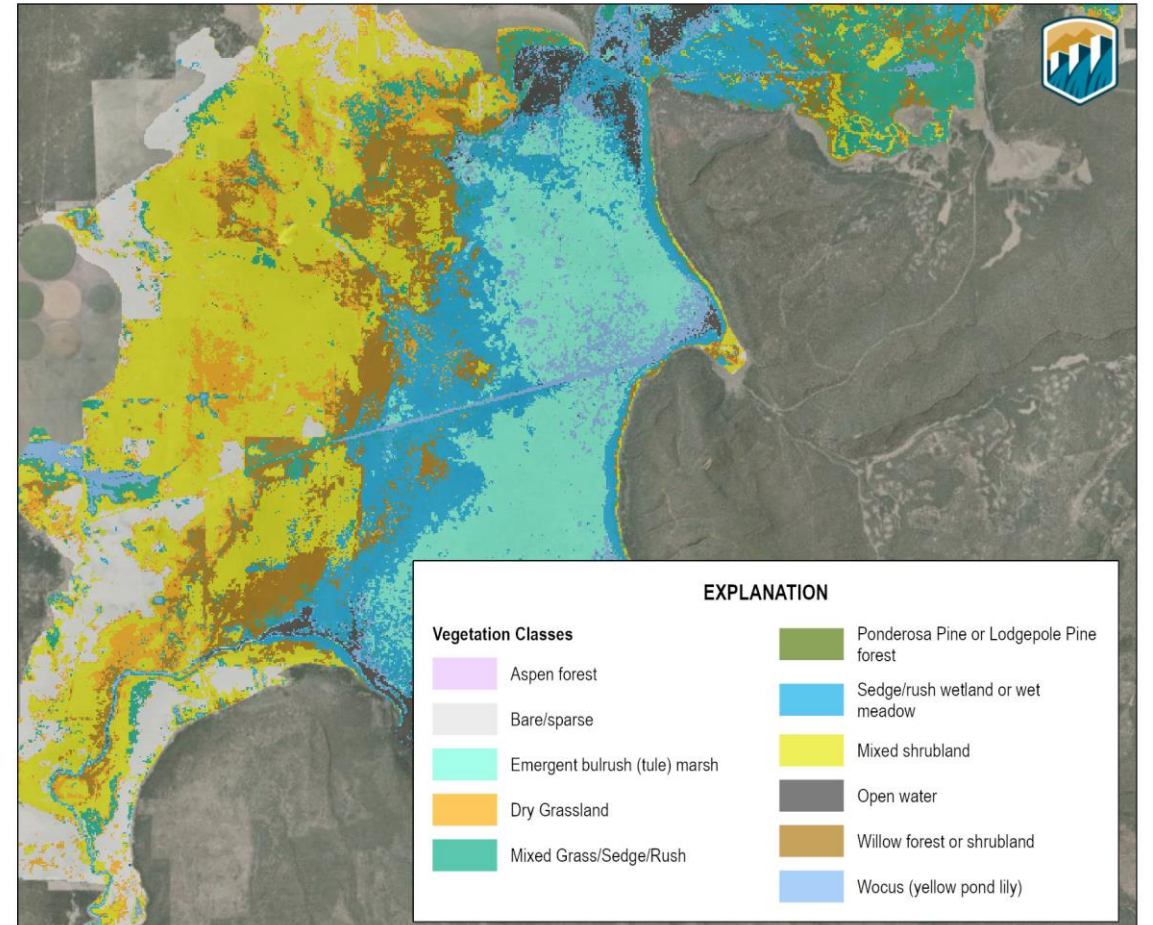 EXPLANATION
Vegetation Classes
Aspen forest
Bare/sparse
Emergent bulrush (tule) marsh
Dry Grassland
Mixed Grass/Sedge/Rush
Ponderosa Pine or Lodgepole Pine
forest
Sedge/rush wetland or wet
meadow
Mixed shrubland
Open water
Willow forest or shrubland
Wocus (yellow pond lily)